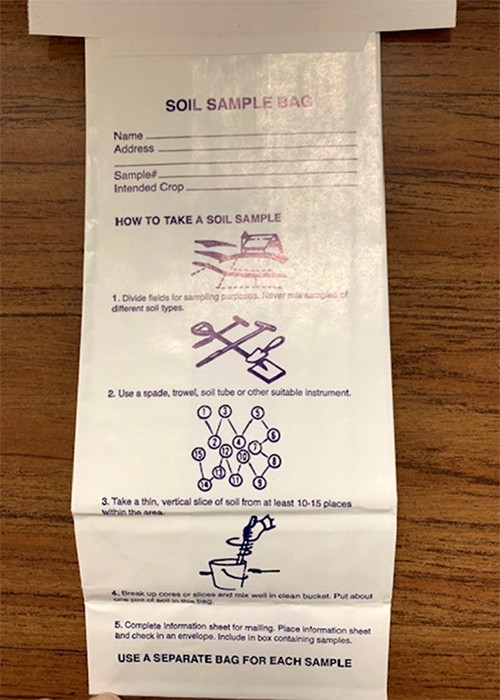 SOIL SAMPLE BAG
Name
Address
Sample#
Intended Crop
HOW TO TAKE A SOIL SAMPLE
1. Divide fields for sampling purposes. Never mix samples of
different soil types.
2. Use a spade, trowel, soil tube or other suitable instrument.
1 3 5
2 4 6
15 12 10 7 8
14 13 11 9
3. Take a thin, vertical slice of soil from at least 10-15 places
within the area.
4. Break up cores or slices and mix well in clean bucket. Put about
one pint of soil in this bag.
5. Complete information sheet for mailing. Place information sheet
and check in an envelope. Include in box containing samples.
USE A SEPARATE BAG FOR EACH SAMPLE